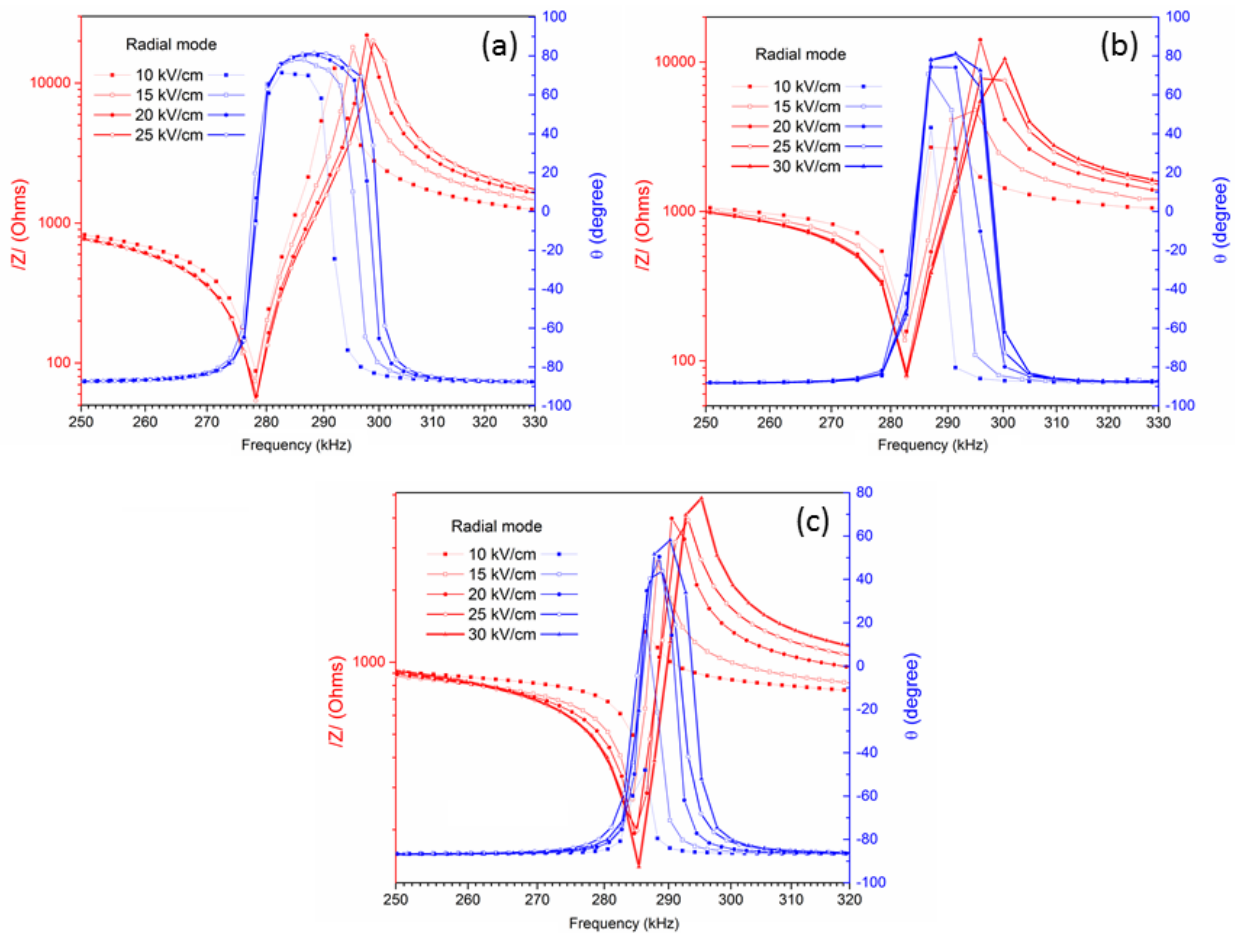 (a)
Radial mode
10 kV/cm
15 kV/cm
20 kV/cm
25 kV/cm
10000
1000
100
/Z/ (Ohms)
100
80
60
40
20
0
-20
-40
-60
-80
-100
θ (degree)
250 260 270 280 290 300 310 320 330
Frequency (kHz)
(b)
Radial mode
10 kV/cm
15 kV/cm
20 kV/cm
25 kV/cm
30 kV/cm
10000
1000
100
/Z/ (Ohms)
100
80
60
40
20
0
-20
-40
-60
-80
-100
θ (degree)
250 260 270 280 290 300 310 320 330
Frequency (kHz)
(c)
Radial mode
10 kV/cm
15 kV/cm
20 kV/cm
25 kV/cm
30 kV/cm
1000
/Z/ (Ohms)
80
60
40
20
0
-20
-40
-60
-80
-100
θ (degree)
250 260 270 280 290 300 310 320
Frequency (kHz)